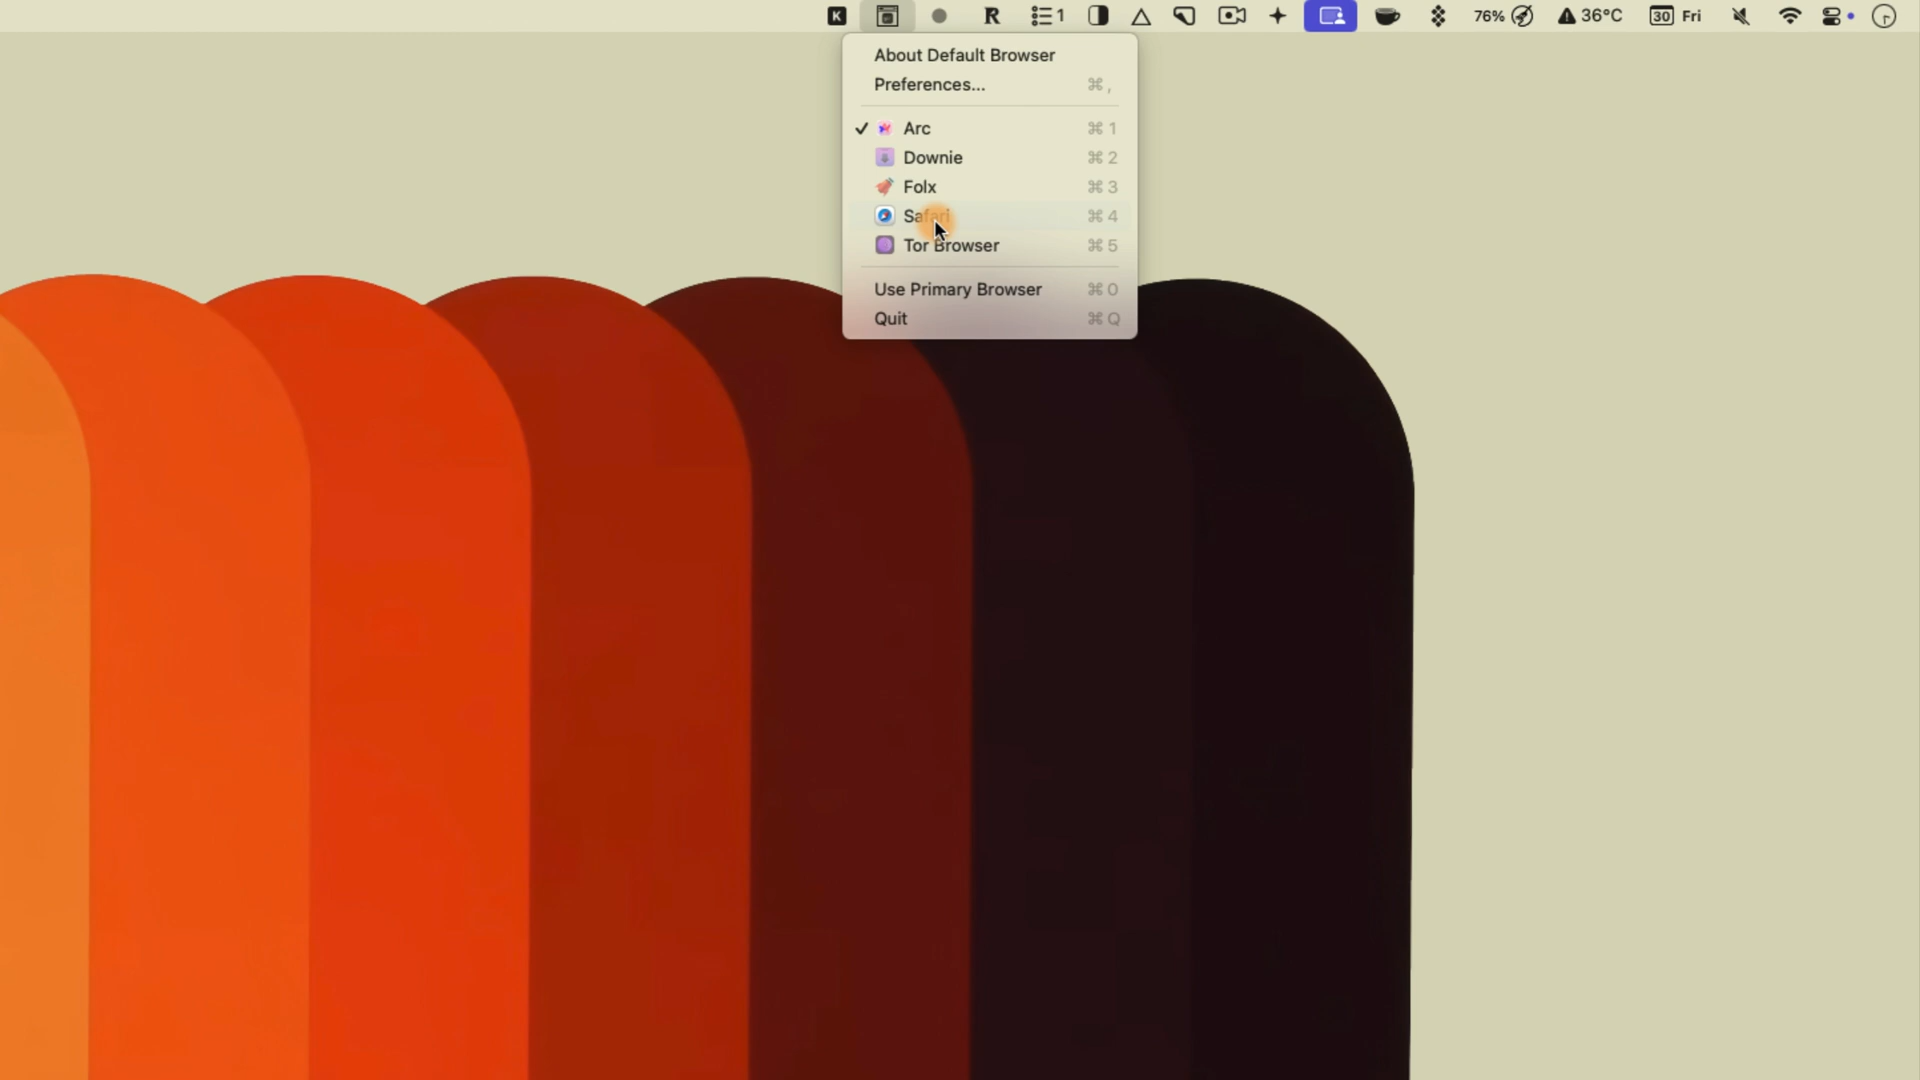 K R 1 76% 36°C 30 Fri
About Default Browser
Preferences... ⌘ ,
✓ Arc ⌘ 1
Downie ⌘ 2
Folx ⌘ 3
Safari ⌘ 4
Tor Browser ⌘ 5
Use Primary Browser ⌘ 0
Quit ⌘ Q